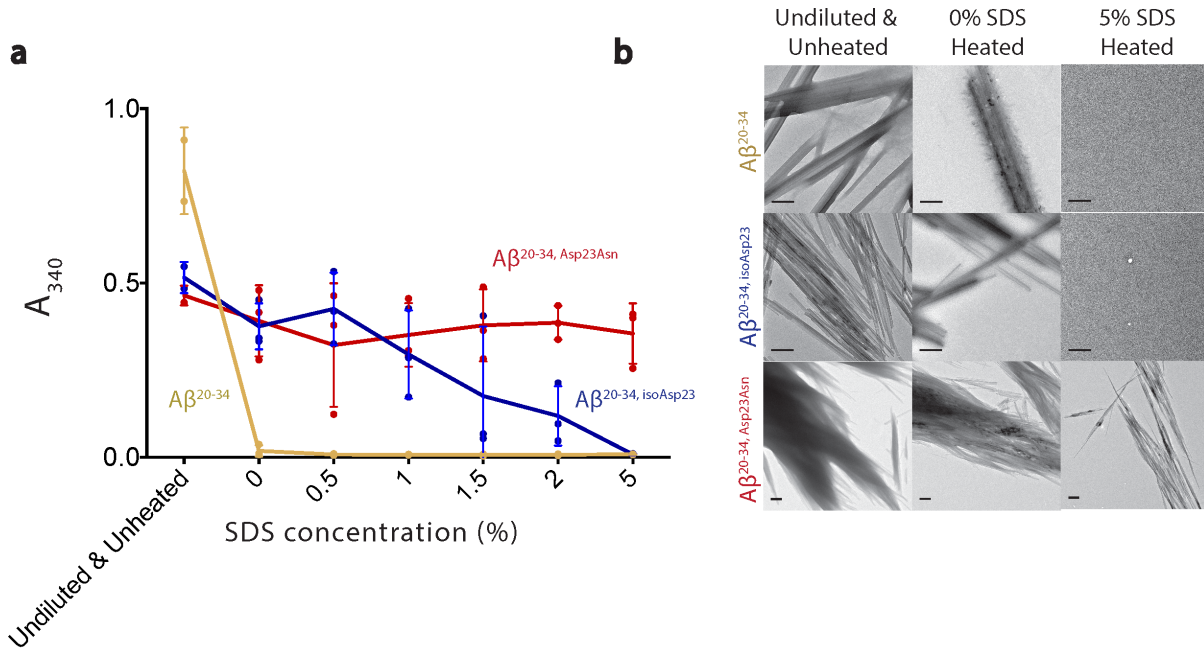 a
1.0
0.5
0.0
A340
Aβ20-34, Asp23Asn
Aβ20-34
Aβ20-34, isoAsp23
Undiluted & Unheated
0
0.5
1
1.5
2
5
SDS concentration (%)
b
Undiluted &
Unheated
0% SDS
Heated
5% SDS
Heated
Aβ20-34
Aβ20-34, isoAsp23
Aβ20-34, Asp23Asn